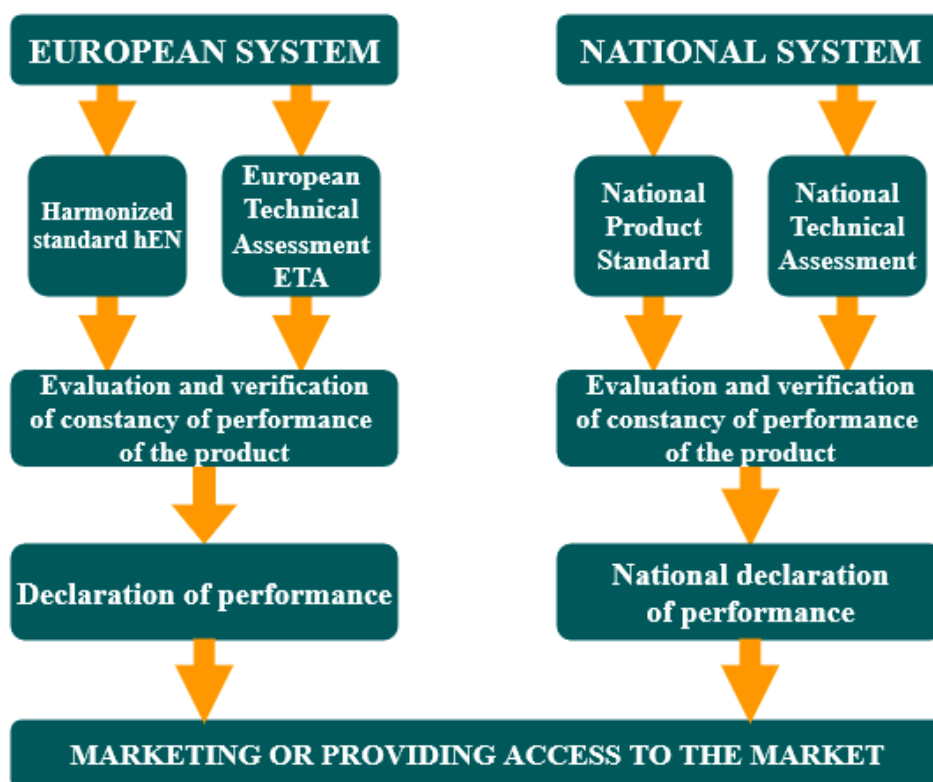 EUROPEAN SYSTEM
NATIONAL SYSTEM
Harmonized
standard hEN
European
Technical
Assessment
ETA
National
Product
Standard
National
Technical
Assessment
Evaluation and verification
of constancy of performance
of the product
Evaluation and verification
of constancy of performance
of the product
Declaration of performance
National declaration
of performance
MARKETING OR PROVIDING ACCESS TO THE MARKET